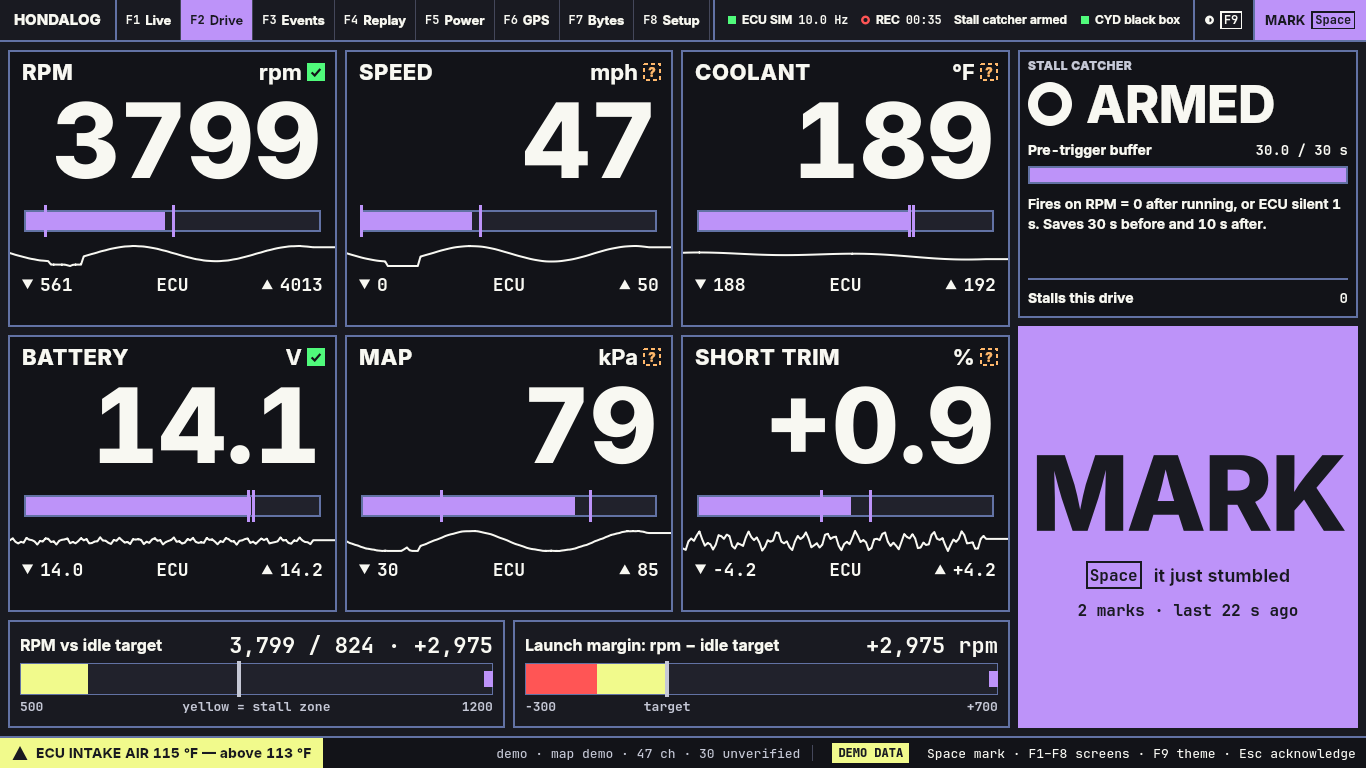 HONDALOG F1 Live F2 Drive F3 Events F4 Replay F5 Power F6 GPS F7 Bytes F8 Setup ECU SIM 10.0 Hz REC 00:35 Stall catcher armed CYD black box F9 MARK Space
RPM rpm
3799
▼ 561 ECU ▲ 4013
SPEED mph ?
47
▼ 0 ECU ▲ 50
COOLANT °F ?
189
▼ 188 ECU ▲ 192
STALL CATCHER
ARMED
Pre-trigger buffer 30.0 / 30 s
Fires on RPM = 0 after running, or ECU silent 1
s. Saves 30 s before and 10 s after.
Stalls this drive 0
BATTERY V
14.1
▼ 14.0 ECU ▲ 14.2
MAP kPa ?
79
▼ 30 ECU ▲ 85
SHORT TRIM % ?
+0.9
▼ -4.2 ECU ▲ +4.2
MARK
Space it just stumbled
2 marks · last 22 s ago
RPM vs idle target 3,799 / 824 · +2,975
500 yellow = stall zone 1200
Launch margin: rpm − idle target +2,975 rpm
-300 target +700
▲ ECU INTAKE AIR 115 °F — above 113 °F demo · map demo · 47 ch · 30 unverified DEMO DATA Space mark · F1–F8 screens · F9 theme · Esc acknowledge